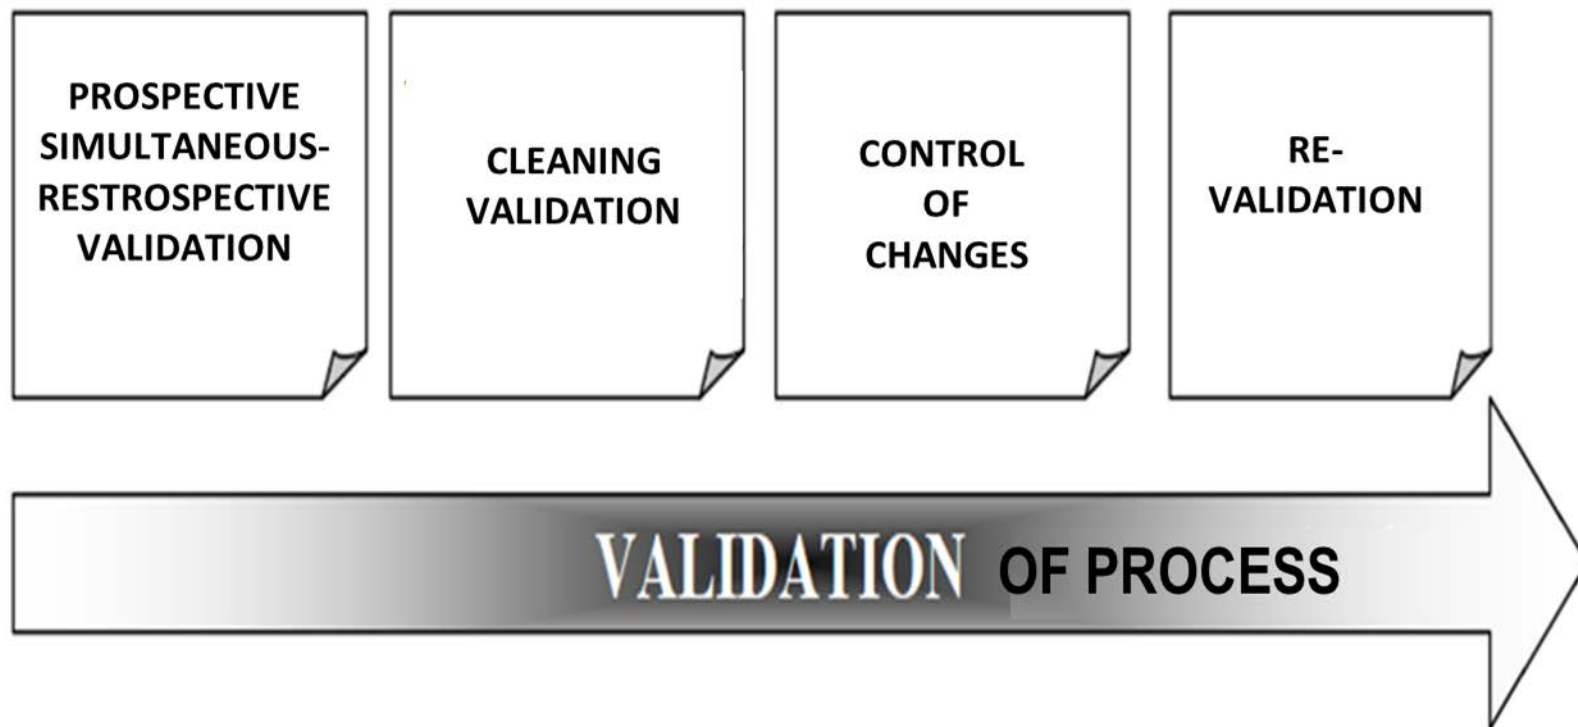 PROSPECTIVE
SIMULTANEOUS-
RESTROSPECTIVE
VALIDATION
CLEANING
VALIDATION
CONTROL
OF
CHANGES
RE-
VALIDATION
VALIDATION OF PROCESS